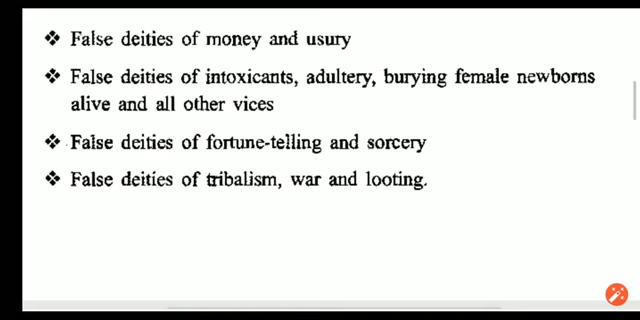 ❖ False deities of money and usury
❖ False deities of intoxicants, adultery, burying female newborns
alive and all other vices
❖ False deities of fortune-telling and sorcery
❖ False deities of tribalism, war and looting.